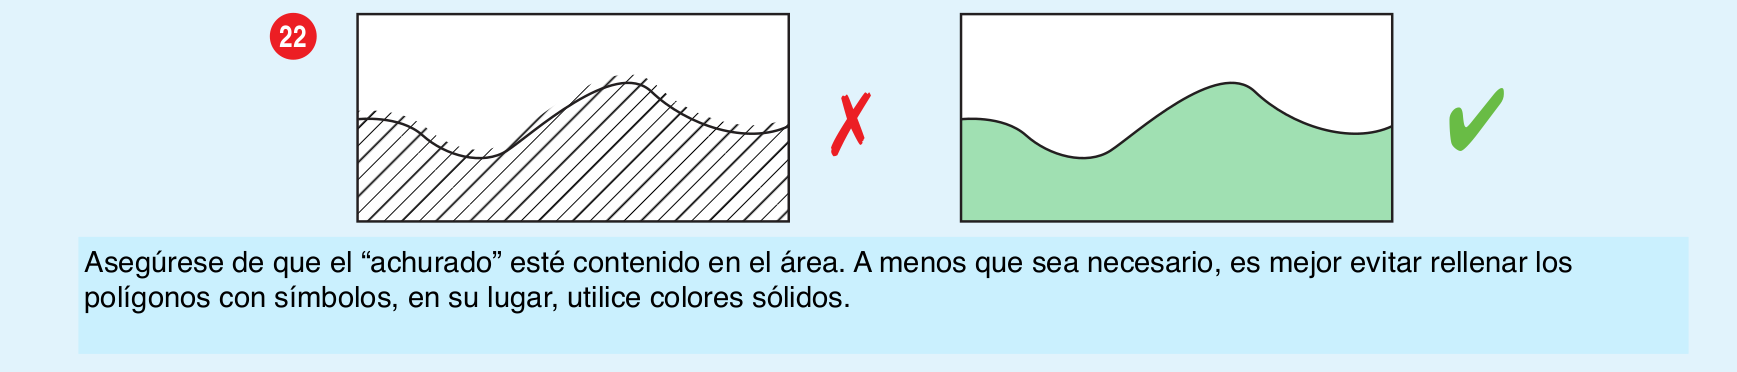 22
Asegúrese de que el “achurado” esté contenido en el área. A menos que sea necesario, es mejor evitar rellenar los
polígonos con símbolos, en su lugar, utilice colores sólidos.